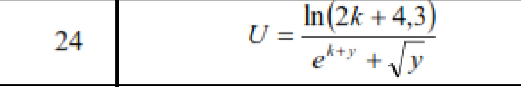 24
U = ln(2k + 4,3) / (e^{k+y} + √y)